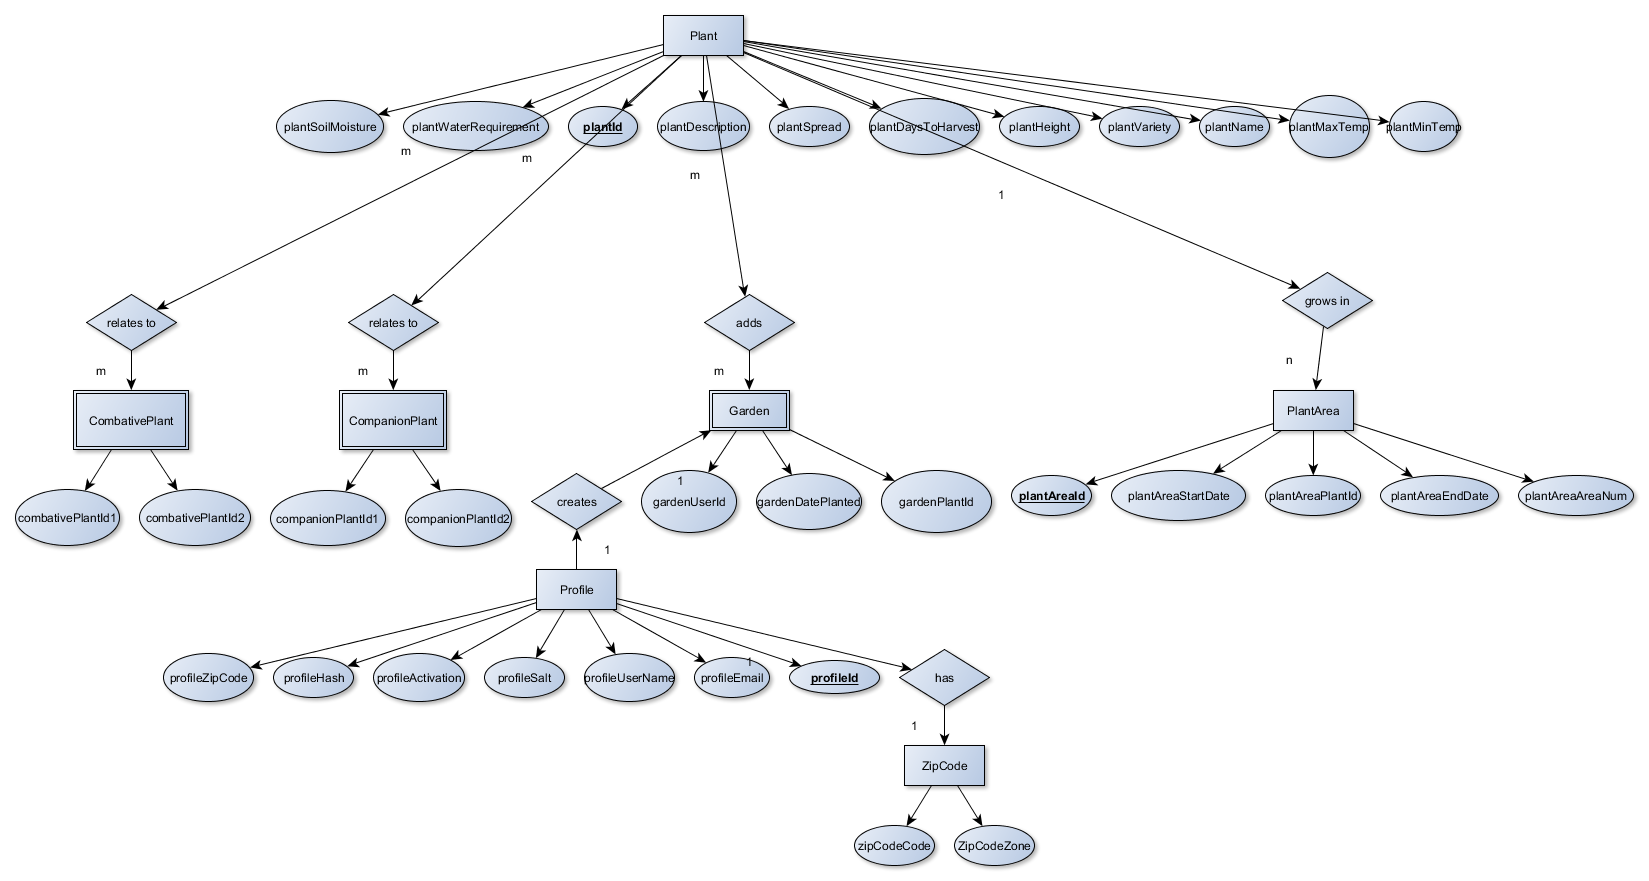 Plant
plantSoilMoisture
plantWaterRequirement
plantId
plantDescription
plantSpread
plantDaysToHarvest
plantHeight
plantVariety
plantName
plantMaxTemp
plantMinTemp
m
m
m
1
relates to
relates to
adds
grows in
m
m
m
n
CombativePlant
CompanionPlant
Garden
PlantArea
combativePlantId1
combativePlantId2
companionPlantId1
companionPlantId2
creates
1
gardenUserId
gardenDatePlanted
gardenPlantId
plantAreaId
plantAreaStartDate
plantAreaPlantId
plantAreaEndDate
plantAreaAreaNum
1
Profile
profileZipCode
profileHash
profileActivation
profileSalt
profileUserName
profileEmail
1
profileId
has
1
ZipCode
zipCodeCode
ZipCodeZone